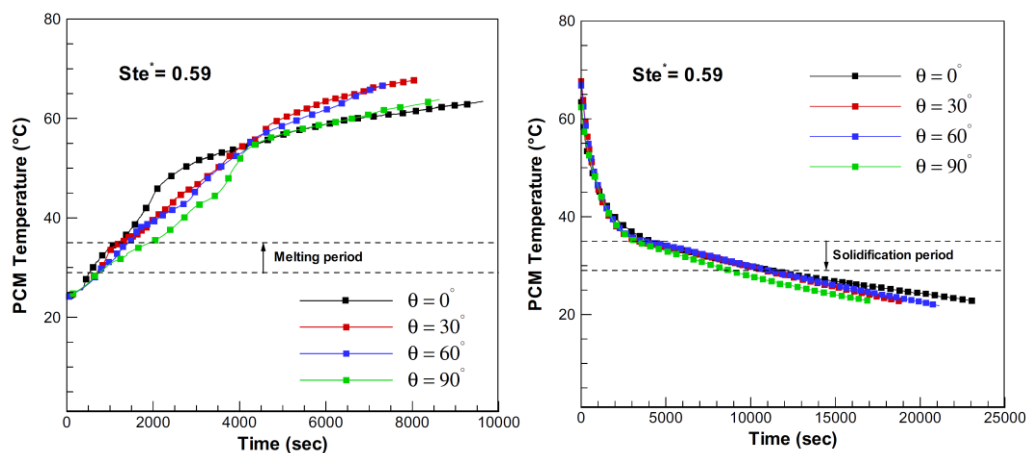 80
60
40
20
PCM Temperature (°C)
Ste* = 0.59
Melting period
θ = 0°
θ = 30°
θ = 60°
θ = 90°
0 2000 4000 6000 8000 10000
Time (sec)
80
60
40
20
PCM Temperature (°C)
Ste* = 0.59
θ = 0°
θ = 30°
θ = 60°
θ = 90°
Solidification period
0 5000 10000 15000 20000 25000
Time (sec)